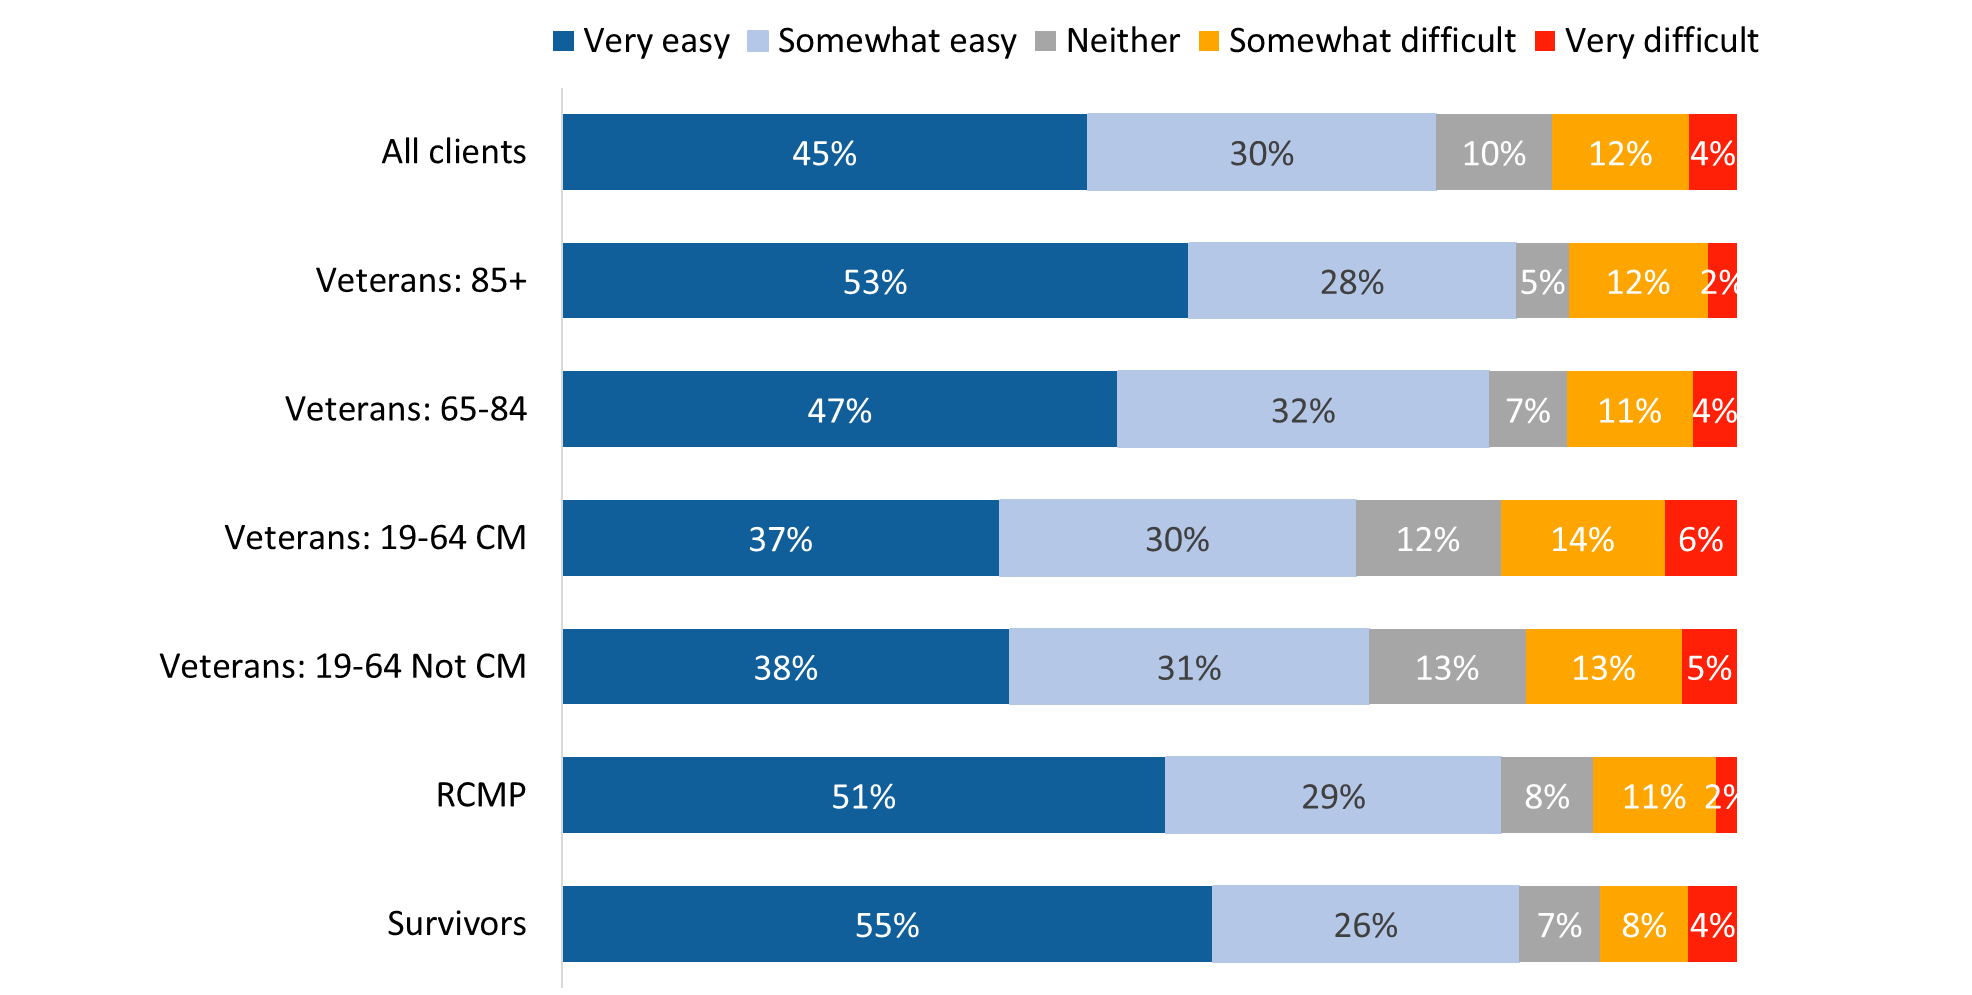 Very easy Somewhat easy Neither Somewhat difficult Very difficult
All clients 45% 30% 10% 12% 4%
Veterans: 85+ 53% 28% 5% 12% 2%
Veterans: 65-84 47% 32% 7% 11% 4%
Veterans: 19-64 CM 37% 30% 12% 14% 6%
Veterans: 19-64 Not CM 38% 31% 13% 13% 5%
RCMP 51% 29% 8% 11% 2%
Survivors 55% 26% 7% 8% 4%